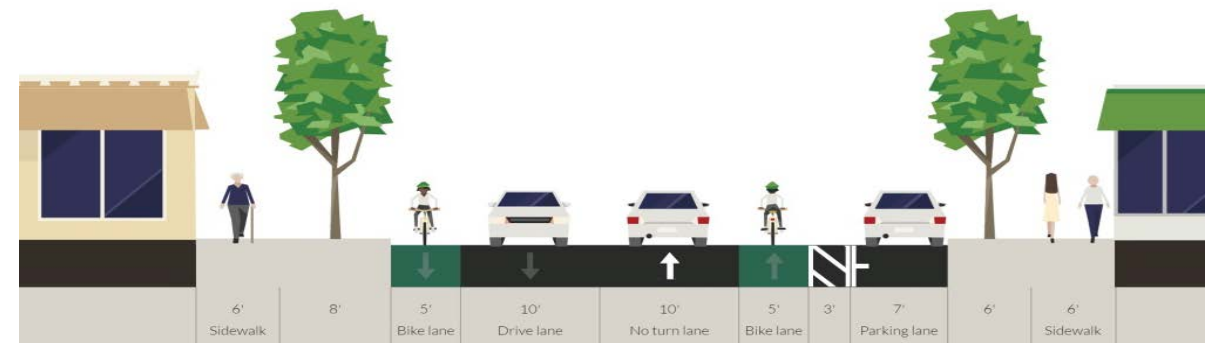 6' 8' 5' 10' 10' 5' 3' 7' 6' 6'
Sidewalk Bike lane Drive lane No turn lane Bike lane Parking lane Sidewalk